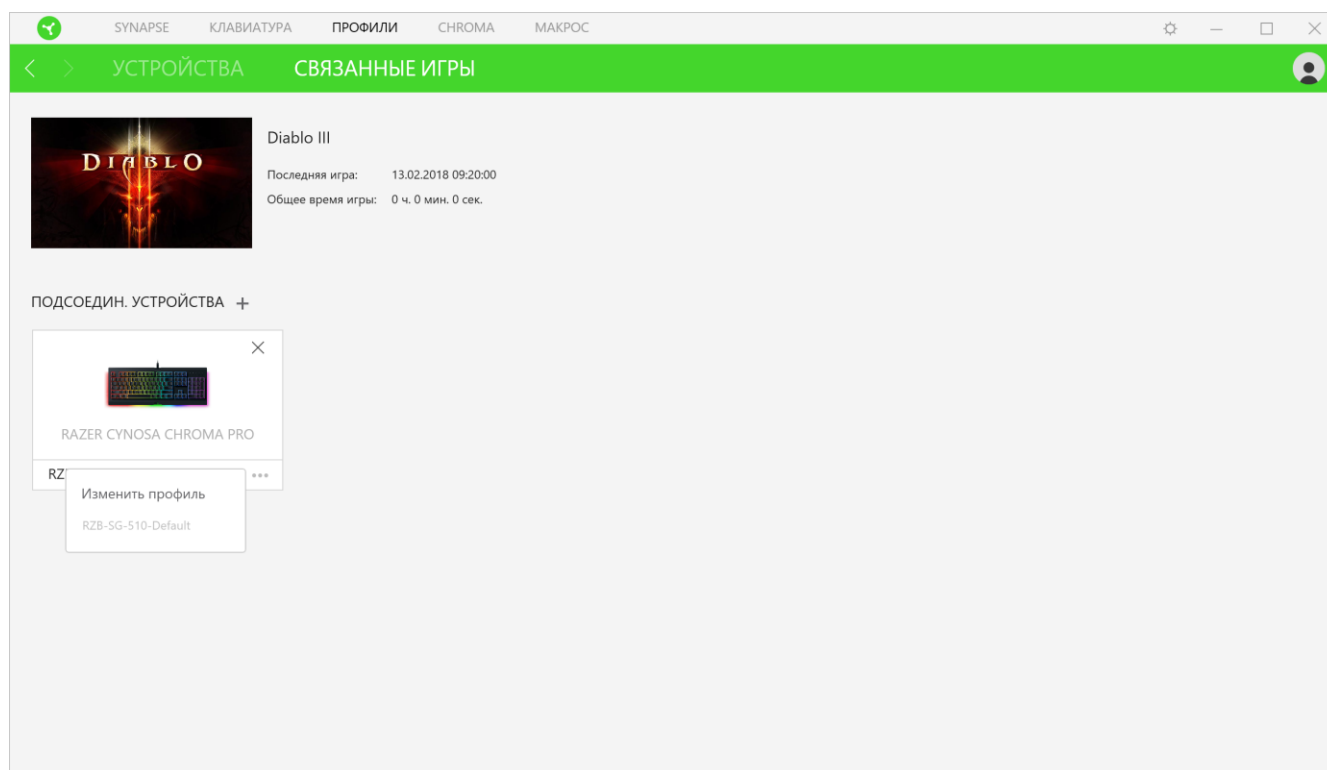 SYNAPSE КЛАВИАТУРА ПРОФИЛИ CHROMA МАКРОС
УСТРОЙСТВА СВЯЗАННЫЕ ИГРЫ
DIABLO
Diablo III
Последняя игра: 13.02.2018 09:20:00
Общее время игры: 0 ч. 0 мин. 0 сек.
ПОДСОЕДИН. УСТРОЙСТВА +
RAZER CYNOSA CHROMA PRO
RZ
Изменить профиль
RZB-SG-510-Default